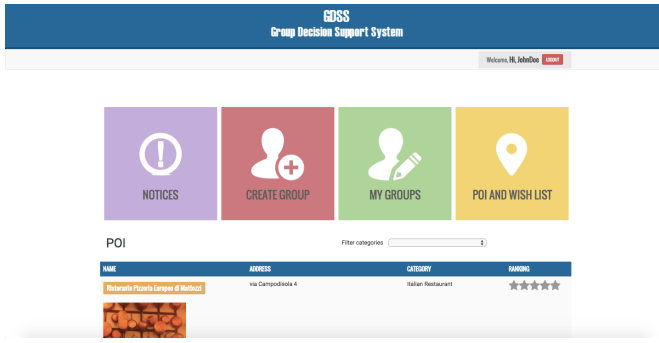 GDSS
Group Decision Support System
Welcome, Hi, JohnDoe LOGOUT
NOTICES
CREATE GROUP
MY GROUPS
POI AND WISH LIST
POI
Filter categories
NAME ADDRESS CATEGORY RANKING
Ristorante Pizzeria Europeo di Mattozzi via Campodisola 4 Italian Restaurant